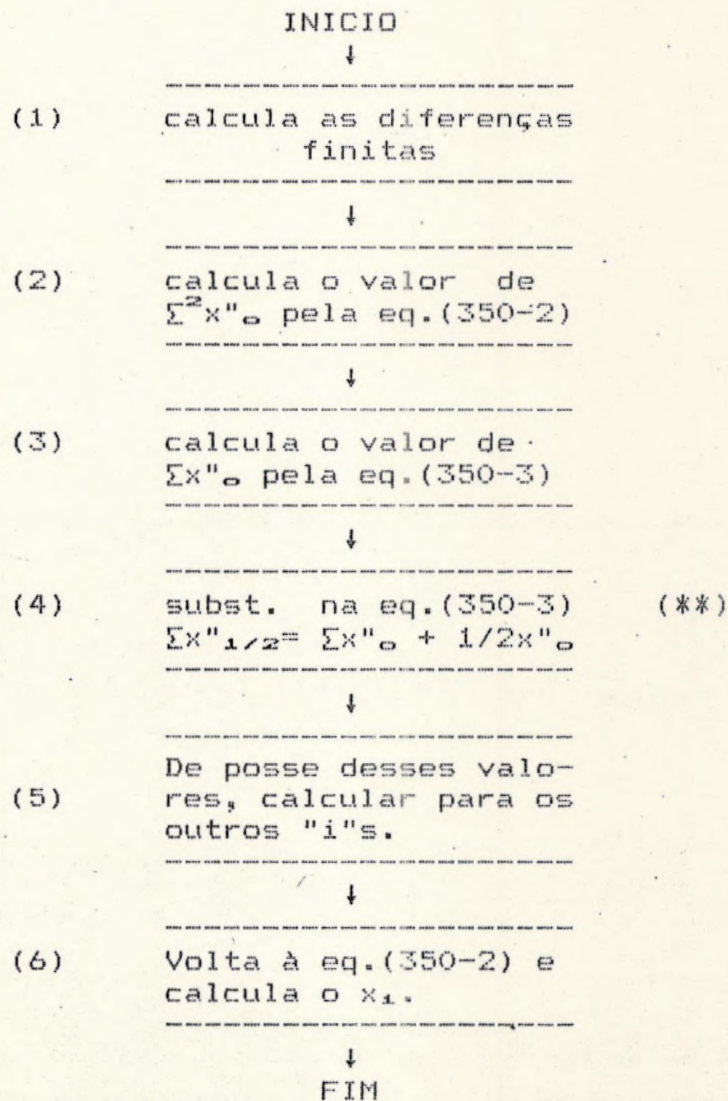 INICIO
↓
(1) calcula as diferenças
finitas
↓
(2) calcula o valor de
Σ²x"₀ pela eq.(350-2)
↓
(3) calcula o valor de
Σx"₀ pela eq.(350-3)
↓
(4) subst. na eq.(350-3) (**)
Σx"₁/₂= Σx"₀ + 1/2x"₀
↓
De posse desses valo-
(5) res, calcular para os
outros "i"s.
↓
(6) Volta à eq.(350-2) e
calcula o x₁.
↓
FIM